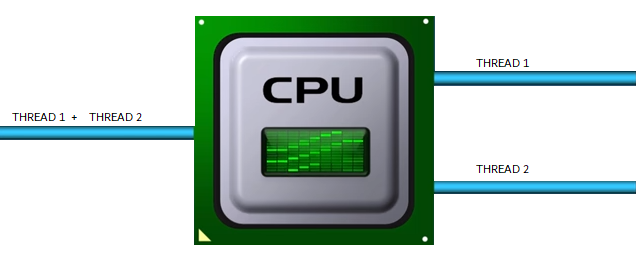 THREAD 1
THREAD 1 + THREAD 2
CPU
THREAD 2